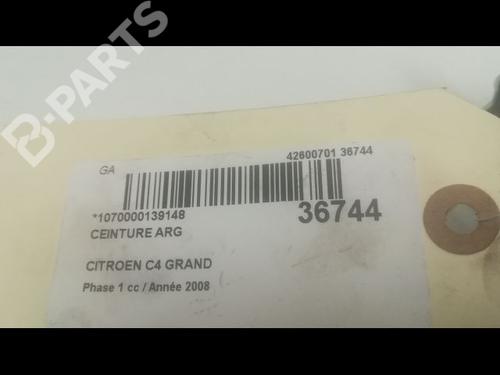 B-PARTS
GA
42600701 36744
*1070000139148
36744
CEINTURE ARG
CITROEN C4 GRAND
Phase 1 cc / Année 2008